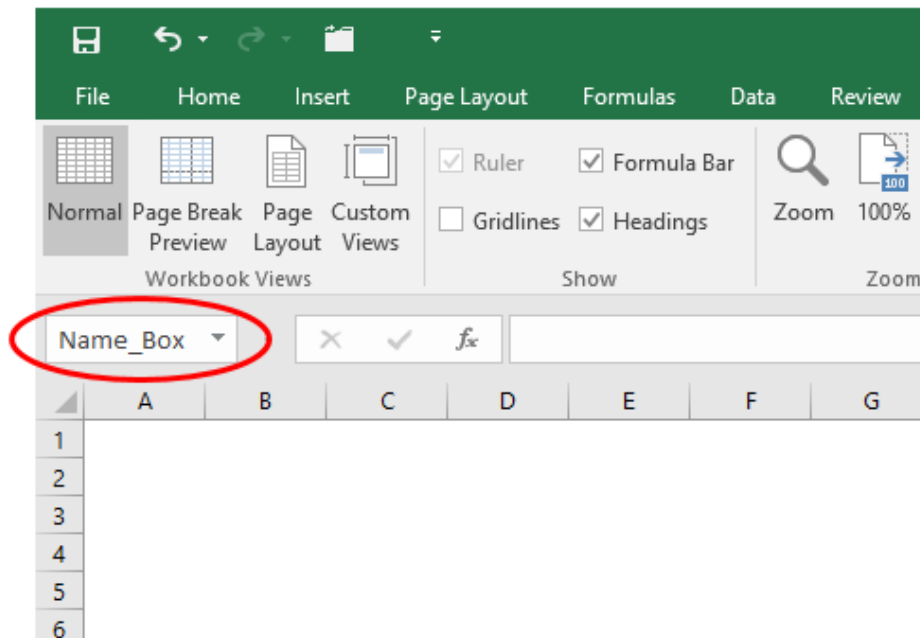 File Home Insert Page Layout Formulas Data Review
Ruler Formula Bar
100
Normal Page Break Page Custom Gridlines Headings Zoom 100%
Preview Layout Views
Workbook Views Show Zoom
Name_Box fx
A B C D E F G
1
2
3
4
5
6